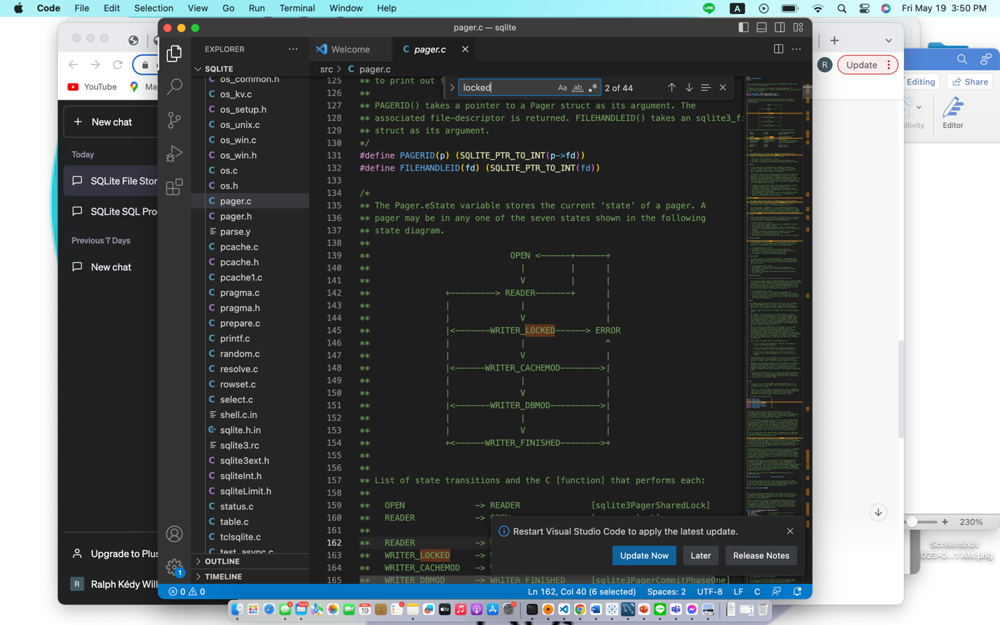 Code File Edit Selection View Go Run Terminal Window Help
LINE A Fri May 19 3:50 PM
pager.c — sqlite
EXPLORER
Welcome
C pager.c
SQLITE
src > C pager.c
locked
Aa ab 2 of 44
R Update
YouTube
Editing Share
Editor
New chat
Today
SQLite File Stor
SQLite SQL Pro
Previous 7 Days
New chat
Upgrade to Plus
R Ralph Kédy Will
C os_common.h
C os_kv.c
C os_setup.h
C os_unix.c
C os_win.c
C os_win.h
C os.c
C os.h
C pager.c
C pager.h
parse.y
C pcache.c
C pcache.h
C pcache1.c
C pragma.c
C pragma.h
C prepare.c
C printf.c
C random.c
C resolve.c
C rowset.c
C select.c
shell.c.in
sqlite.h.in
sqlite3.rc
C sqlite3ext.h
C sqliteInt.h
C sqliteLimit.h
C status.c
C table.c
C tclsqlite.c
C test_async.c
OUTLINE
TIMELINE
125 ** to print out f
126 **
127 ** PAGERID() takes a pointer to a Pager struct as its argument. The
128 ** associated file-descriptor is returned. FILEHANDLEID() takes an sqlite3_fi
129 ** struct as its argument.
130 */
131 #define PAGERID(p) (SQLITE_PTR_TO_INT(p->fd))
132 #define FILEHANDLEID(fd) (SQLITE_PTR_TO_INT(fd))
133
134 /*
135 ** The Pager.eState variable stores the current 'state' of a pager. A
136 ** pager may be in any one of the seven states shown in the following
137 ** state diagram.
138 **
139 ** OPEN <------+------+
140 ** | | |
141 ** V | |
142 ** +---------> READER-------+ |
143 ** | | |
144 ** | V |
145 ** |<-------WRITER_LOCKED------> ERROR
146 ** | | ^
147 ** | V |
148 ** |<------WRITER_CACHEMOD-------->|
149 ** | | |
150 ** | V |
151 ** |<-------WRITER_DBMOD---------->|
152 ** | | |
153 ** | V |
154 ** +<------WRITER_FINISHED-------->+
155 **
156 **
157 ** List of state transitions and the C [function] that performs each:
158 **
159 ** OPEN -> READER [sqlite3PagerSharedLock]
160 ** READER -> OPEN
161 **
162 ** READER ->
163 ** WRITER_LOCKED ->
164 ** WRITER_CACHEMOD ->
165 ** WRITER_DBMOD -> WRITER_FINISHED [sqlite3PagerCommitPhaseOne]
Restart Visual Studio Code to apply the latest update.
Update Now Later Release Notes
1
0 0
Ln 162, Col 40 (6 selected) Spaces: 2 UTF-8 LF C
230%
Screenshot
023-0...1 AM.png